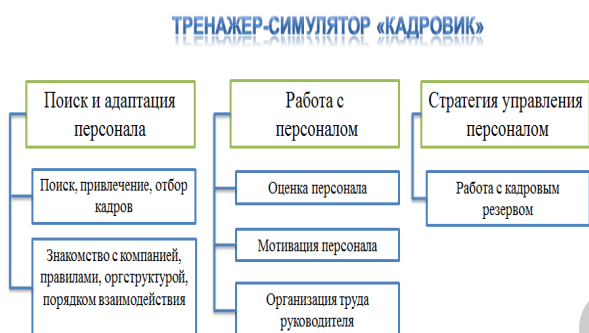 ТРЕНАЖЕР-СИМУЛЯТОР «КАДРОВИК»
Поиск и адаптация
персонала
Поиск, привлечение, отбор
кадров
Знакомство с компанией,
правилами, оргструктурой,
порядком взаимодействия
Работа с
персоналом
Оценка персонала
Мотивация персонала
Организация труда
руководителя
Стратегия управления
персоналом
Работа с кадровым
резервом